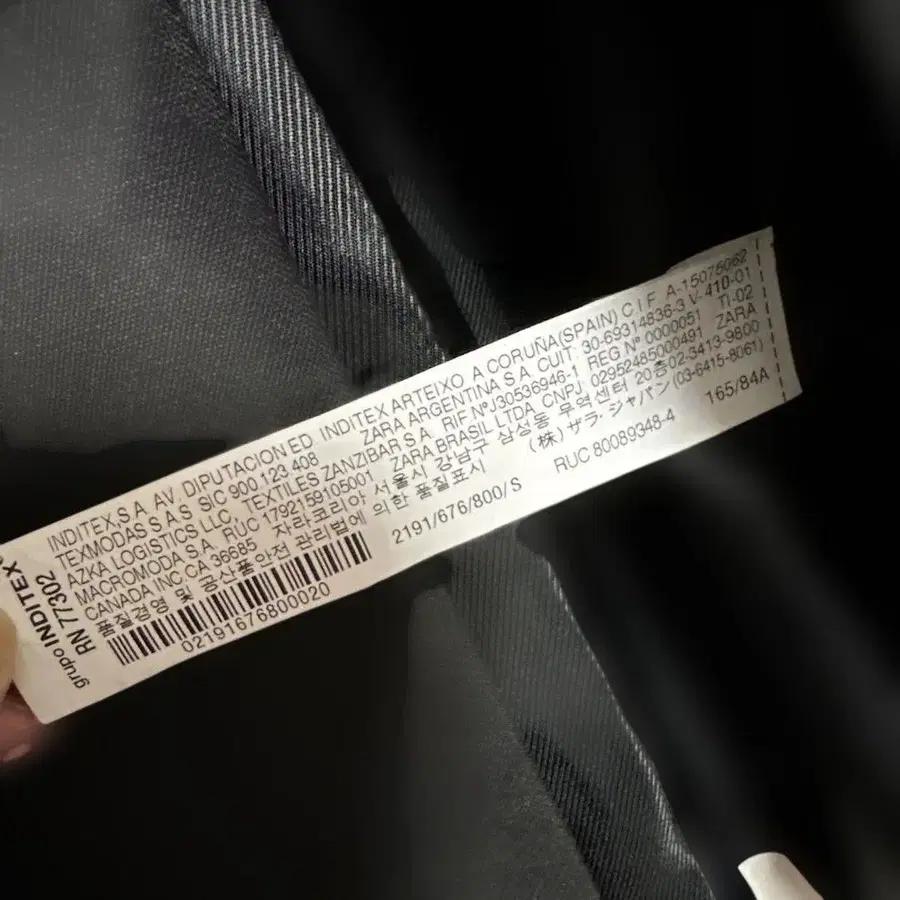 grupo INDITEX
RN 77302
INDITEX,S.A AV. DIPUTACION ED INDITEX ARTEIXO A CORUÑA(SPAIN) C I F A-15075062
TEXMODAS S A S SIC 900 123 408 ZARA ARGENTINA S A CUIT: 30-69314836-3 V-410-01
AZKA LOGISTICS LLC, TEXTILES ZANZIBAR S A RIF Nº J30536946-1 REG Nº 0000051 TI-02
MACROMODA S.A. RUC 1792159105001 ZARA BRASIL LTDA CNPJ 02952485000491 ZARA
CANADA INC CA 36685 자라코리아 서울시 강남구 삼성동 무역센터 20층02-3413-9800
및 공산품안전 관리법에 의한 품질표시 (株) ザラ・ジャパン (03-6415-8061)
02191676800020
2191/676/800/ S
RUC 80089348-4
165/84A